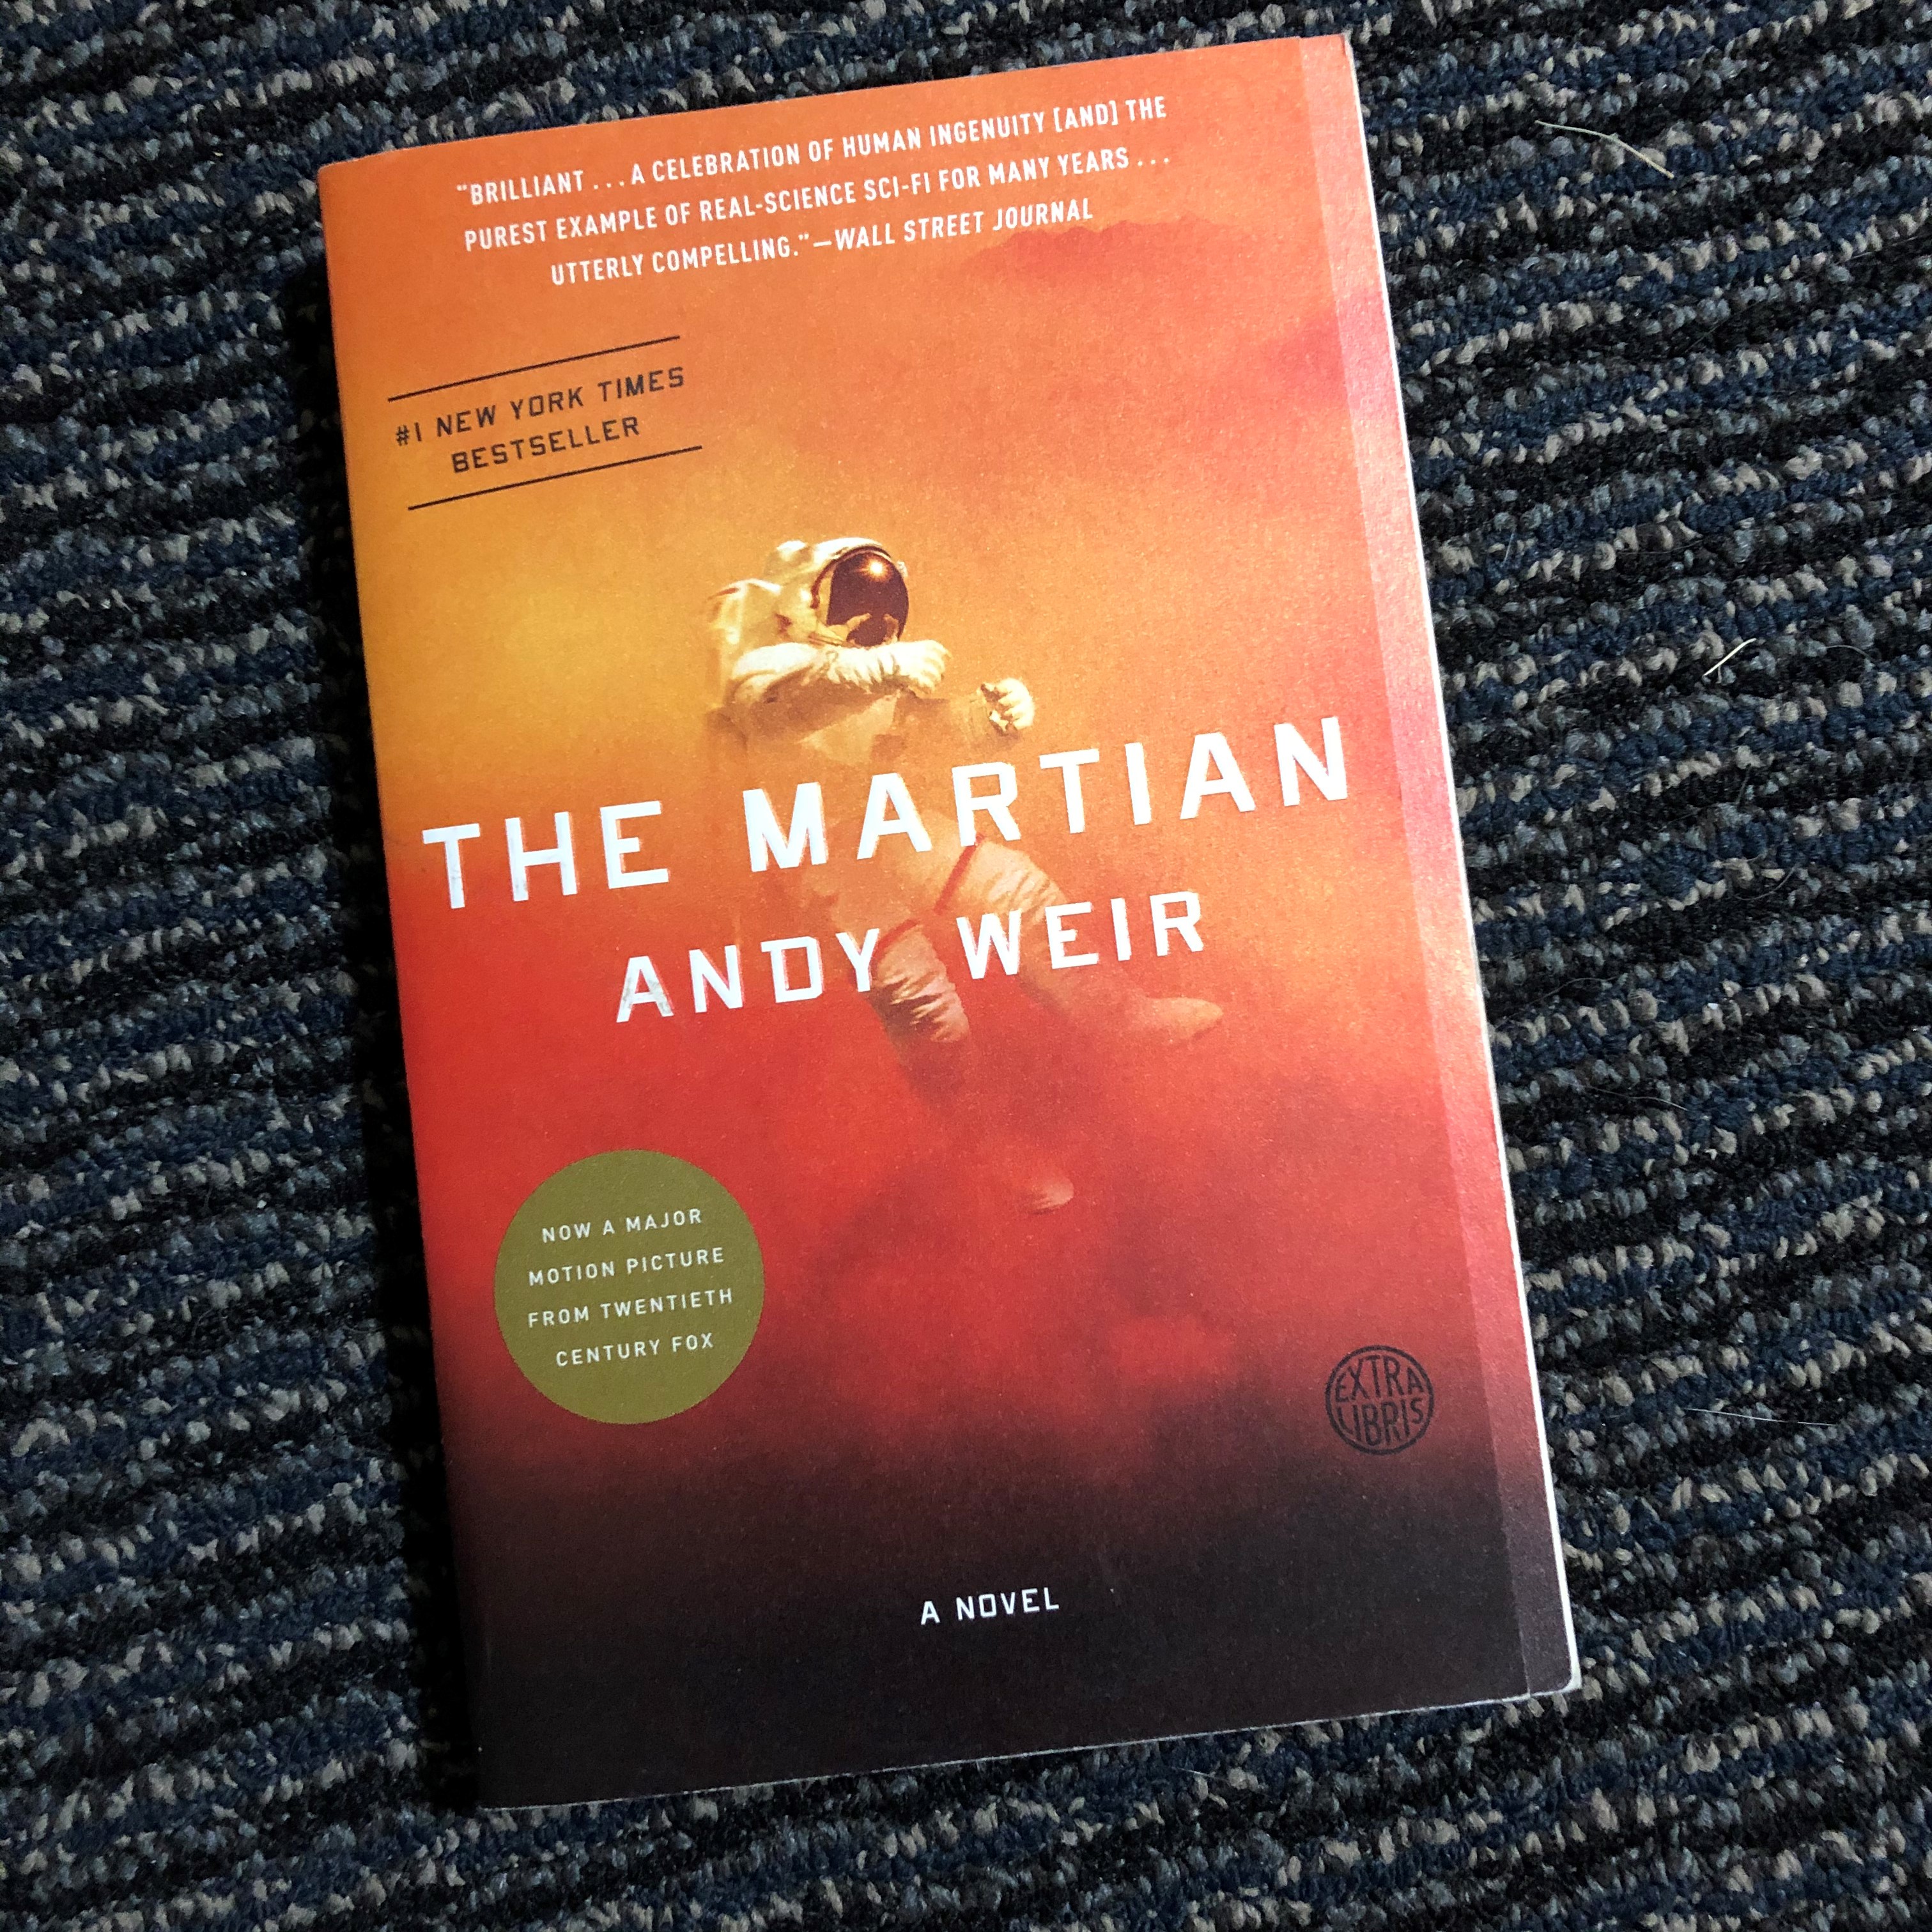 “BRILLIANT . . . A CELEBRATION OF HUMAN INGENUITY [AND] THE
PUREST EXAMPLE OF REAL-SCIENCE SCI-FI FOR MANY YEARS . . .
UTTERLY COMPELLING.”—WALL STREET JOURNAL
#1 NEW YORK TIMES
BESTSELLER
THE MARTIAN
ANDY WEIR
NOW A MAJOR
MOTION PICTURE
FROM TWENTIETH
CENTURY FOX
EXTRA
LIBRIS
A NOVEL